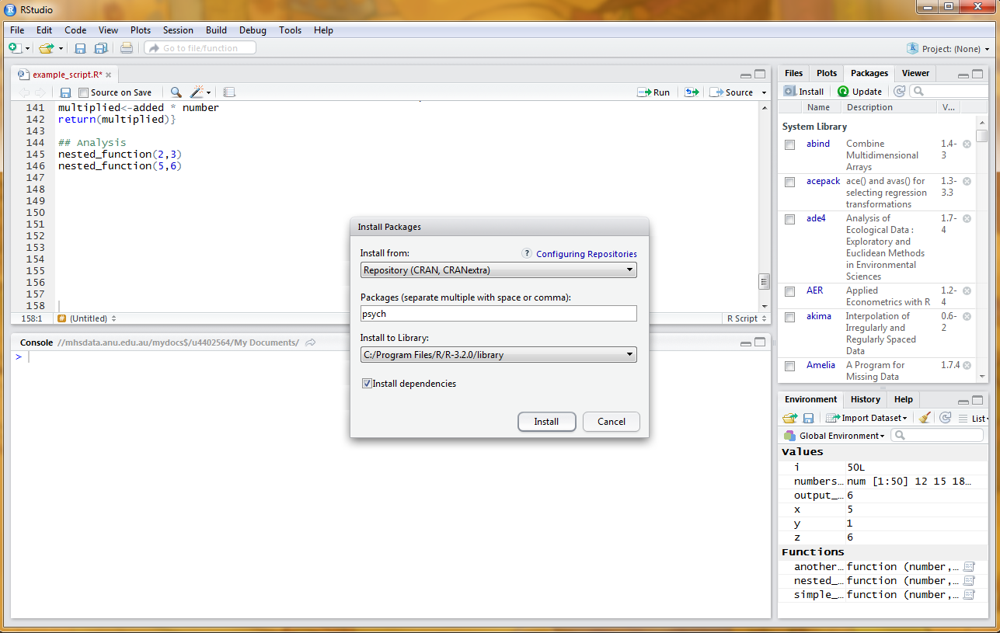 RStudio
File Edit Code View Plots Session Build Debug Tools Help
Go to file/function
Project: (None)
example_script.R*
Source on Save
Run
Source
141 multiplied<-added * number
142 return(multiplied)}
143
144 ## Analysis
145 nested_function(2,3)
146 nested_function(5,6)
147
148
149
150
151
152
153
154
155
156
157
158
158:1 (Untitled) R Script
Console //mhsdata.anu.edu.au/mydocs$/u4402564/My Documents/
>
Install Packages
Install from: ? Configuring Repositories
Repository (CRAN, CRANextra)
Packages (separate multiple with space or comma):
psych
Install to Library:
C:/Program Files/R/R-3.2.0/library
Install dependencies
Install Cancel
Files Plots Packages Viewer
Install Update
Name Description V...
System Library
abind Combine 1.4-
Multidimensional 3
Arrays
acepack ace() and avas() for 1.3-
selecting regression 3.3
transformations
ade4 Analysis of 1.7-
Ecological Data : 4
Exploratory and
Euclidean Methods
in Environmental
Sciences
AER Applied 1.2-
Econometrics with R 4
akima Interpolation of 0.6-
Irregularly and 2
Regularly Spaced
Data
Amelia A Program for 1.7.4
Missing Data
Environment History Help
Import Dataset List
Global Environment
Values
i 50L
numbers… num [1:50] 12 15 18…
output_… 6
x 5
y 1
z 6
Functions
another… function (number,…
nested_… function (number,…
simple_… function (number,…